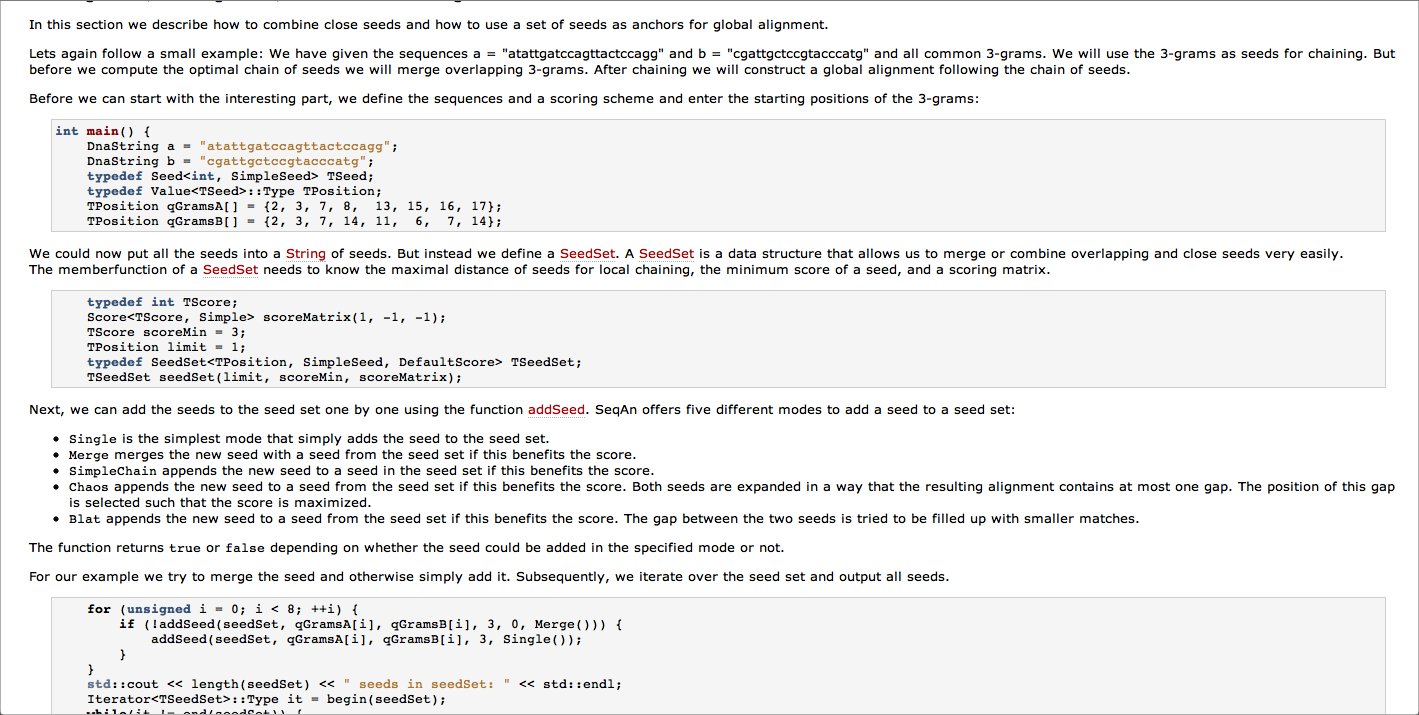 In this section we describe how to combine close seeds and how to use a set of seeds as anchors for global alignment.
Lets again follow a small example: We have given the sequences a = "atattgatccagttactccagg" and b = "cgattgctccgtacccatg" and all common 3-grams. We will use the 3-grams as seeds for chaining. But
before we compute the optimal chain of seeds we will merge overlapping 3-grams. After chaining we will construct a global alignment following the chain of seeds.
Before we can start with the interesting part, we define the sequences and a scoring scheme and enter the starting positions of the 3-grams:
int main() {
    DnaString a = "atattgatccagttactccagg";
    DnaString b = "cgattgctccgtacccatg";
    typedef Seed<int, SimpleSeed> TSeed;
    typedef Value<TSeed>::Type TPosition;
    TPosition qGramsA[] = {2, 3, 7, 8,  13, 15, 16, 17};
    TPosition qGramsB[] = {2, 3, 7, 14, 11,  6,  7, 14};
We could now put all the seeds into a String of seeds. But instead we define a SeedSet. A SeedSet is a data structure that allows us to merge or combine overlapping and close seeds very easily.
The memberfunction of a SeedSet needs to know the maximal distance of seeds for local chaining, the minimum score of a seed, and a scoring matrix.
    typedef int TScore;
    Score<TScore, Simple> scoreMatrix(1, -1, -1);
    TScore scoreMin = 3;
    TPosition limit = 1;
    typedef SeedSet<TPosition, SimpleSeed, DefaultScore> TSeedSet;
    TSeedSet seedSet(limit, scoreMin, scoreMatrix);
Next, we can add the seeds to the seed set one by one using the function addSeed. SeqAn offers five different modes to add a seed to a seed set:
• Single is the simplest mode that simply adds the seed to the seed set.
• Merge merges the new seed with a seed from the seed set if this benefits the score.
• SimpleChain appends the new seed to a seed in the seed set if this benefits the score.
• Chaos appends the new seed to a seed from the seed set if this benefits the score. Both seeds are expanded in a way that the resulting alignment contains at most one gap. The position of this gap
is selected such that the score is maximized.
• Blat appends the new seed to a seed from the seed set if this benefits the score. The gap between the two seeds is tried to be filled up with smaller matches.
The function returns true or false depending on whether the seed could be added in the specified mode or not.
For our example we try to merge the seed and otherwise simply add it. Subsequently, we iterate over the seed set and output all seeds.
    for (unsigned i = 0; i < 8; ++i) {
        if (!addSeed(seedSet, qGramsA[i], qGramsB[i], 3, 0, Merge())) {
            addSeed(seedSet, qGramsA[i], qGramsB[i], 3, Single());
        }
    }
    std::cout << length(seedSet) << " seeds in seedSet: " << std::endl;
    Iterator<TSeedSet>::Type it = begin(seedSet);
    while(it != end(seedSet)) {